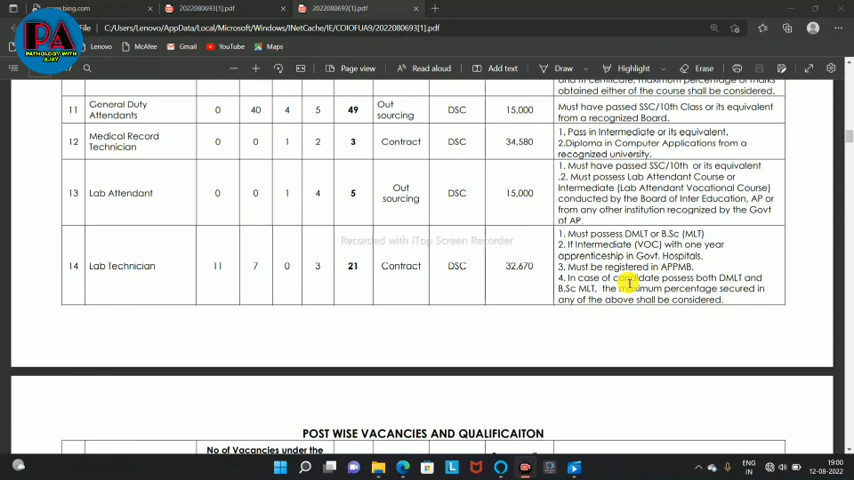 www.bing.com
2022080693[1].pdf
2022080693[1].pdf
File
C:/Users/Lenovo/AppData/Local/Microsoft/Windows/INetCache/IE/COIOFUA9/2022080693[1].pdf
PA
PATHOLOGY WITH
AJAY
Lenovo
McAfee
Gmail
YouTube
Maps
Page view
Read aloud
Add text
Draw
Highlight
Erase
and its certificate, maximum percentage of marks
obtained either of the course shall be considered.
11 General Duty Attendants 0 40 4 5 49 Out sourcing DSC 15,000 Must have passed SSC/10th Class or its equivalent
from a recognized Board.
12 Medical Record Technician 0 0 1 2 3 Contract DSC 34,580 1. Pass in Intermediate or its equivalent.
2.Diploma in Computer Applications from a
recognized university.
13 Lab Attendant 0 0 1 4 5 Out sourcing DSC 15,000 1. Must have passed SSC/10th or its equivalent
.2. Must possess Lab Attendant Course or
Intermediate (Lab Attendant Vocational Course)
conducted by the Board of Inter Education, AP or
from any other institution recognized by the Govt
of AP.
Recorded with iTop Screen Recorder
14 Lab Technician 11 7 0 3 21 Contract DSC 32,670 1. Must possess DMLT or B.Sc (MLT)
2. If Intermediate (VOC) with one year
apprenticeship in Govt. Hospitals.
3. Must be registered in APPMB.
4. In case of candidate possess both DMLT and
B,Sc MLT, the maximum percentage secured in
any of the above shall be considered.
POST WISE VACANCIES AND QUALIFICAITON
No of Vacancies under the
ENG
IN
19:00
12-08-2022